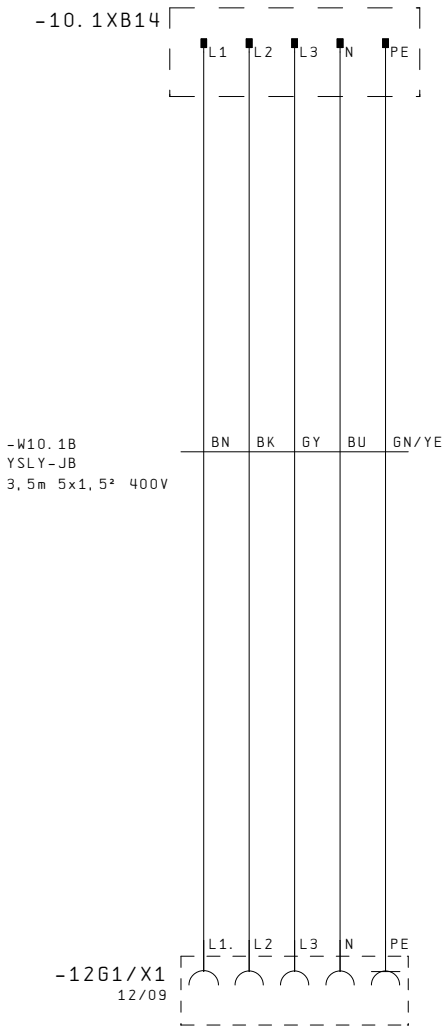 -10.1XB14
L1 L2 L3 N PE
-W10.1B BN BK GY BU GN/YE
YSLY-JB
3,5m 5x1,5² 400V
L1. L2 L3 N PE
-12G1/X1
12/09